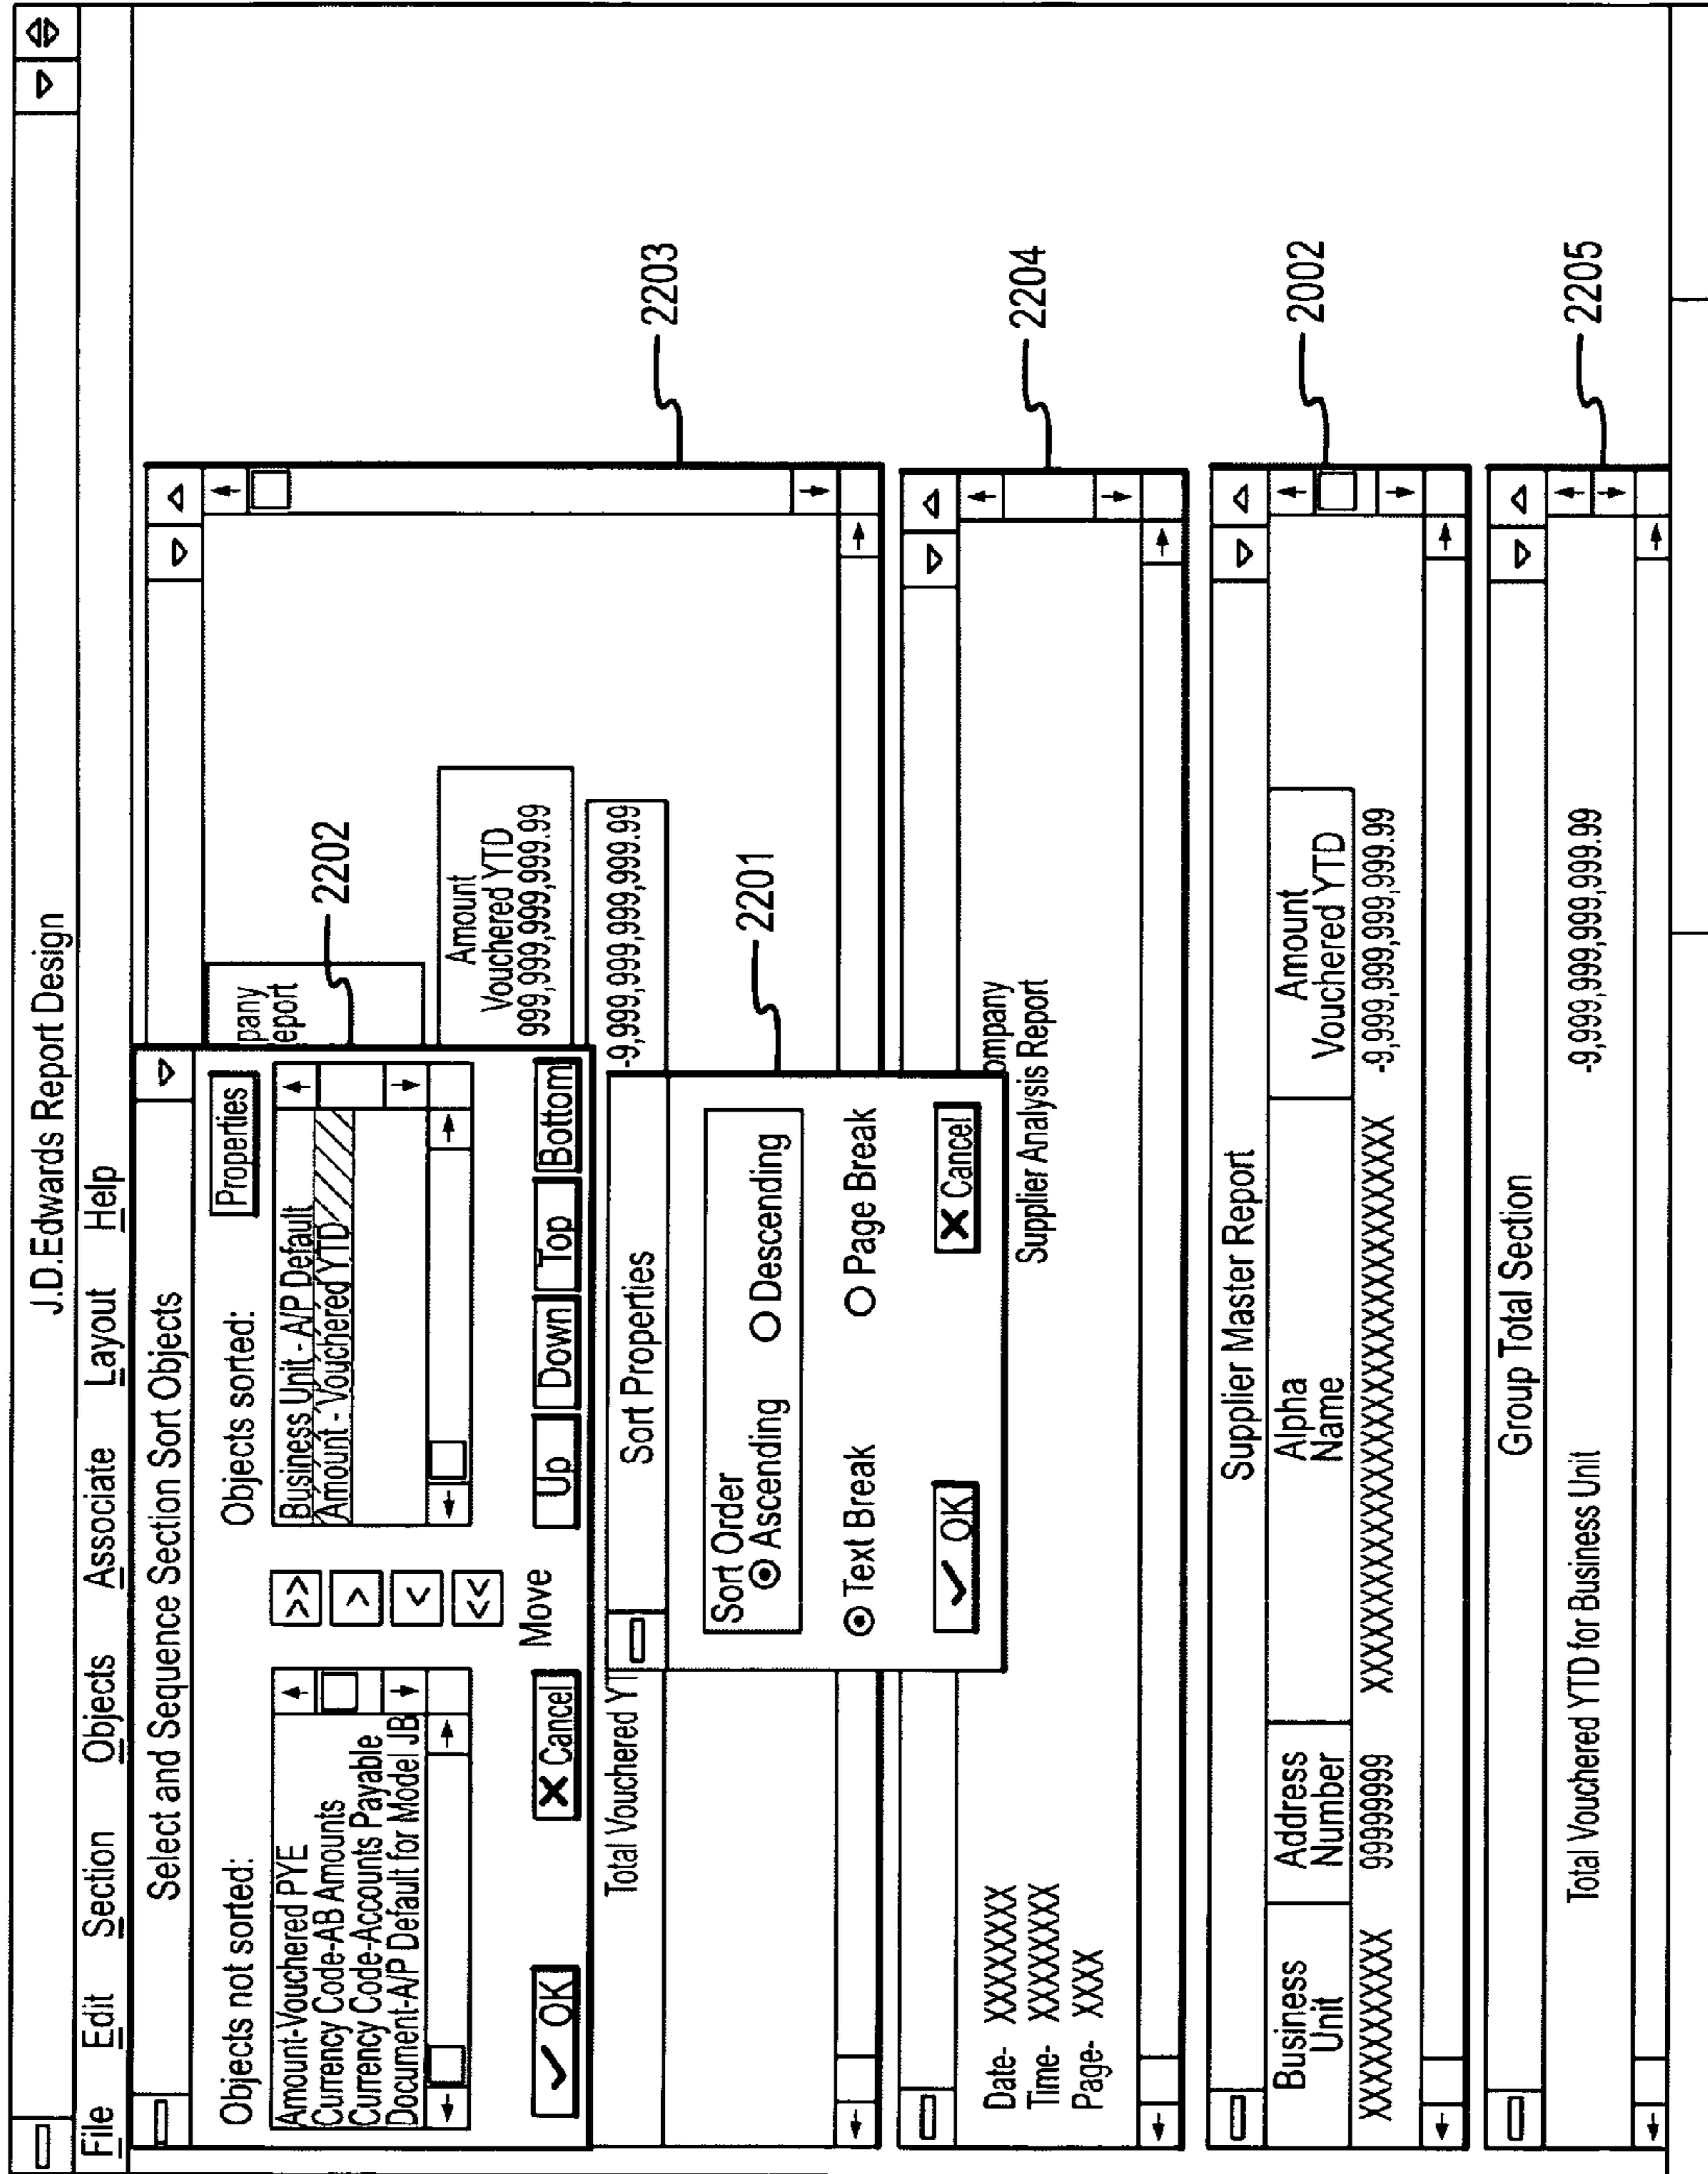 J.D.Edwards Report Design
File Edit Section Objects Associate Layout Help
Select and Sequence Section Sort Objects
Objects not sorted:
Amount-Vouchered PYE
Currency Code-AB Amounts
Currency Code-Accounts Payable
Document-A/P Default for Model JB
>>
>
<
<<
Objects sorted:
Properties
Business Unit - A/P Default
Amount - Vouchered YTD
OK
X Cancel
Move
Up Down Top Bottom
2202
pany
eport
Amount
Vouchered YTD
999,999,999,999.99
2203
Total Vouchered YT
-9,999,999,999,999.99
Sort Properties
2201
Sort Order
Ascending Descending
Text Break Page Break
OK X Cancel
2204
ompany
Supplier Analysis Report
Date- XXXXXXX
Time- XXXXXXX
Page- XXXX
Supplier Master Report
2002
Business Unit
Address Number
Alpha Name
Amount Vouchered YTD
9999999
-9,999,999,999,999.99
Group Total Section
2205
Total Vouchered YTD for Business Unit
-9,999,999,999,999.99